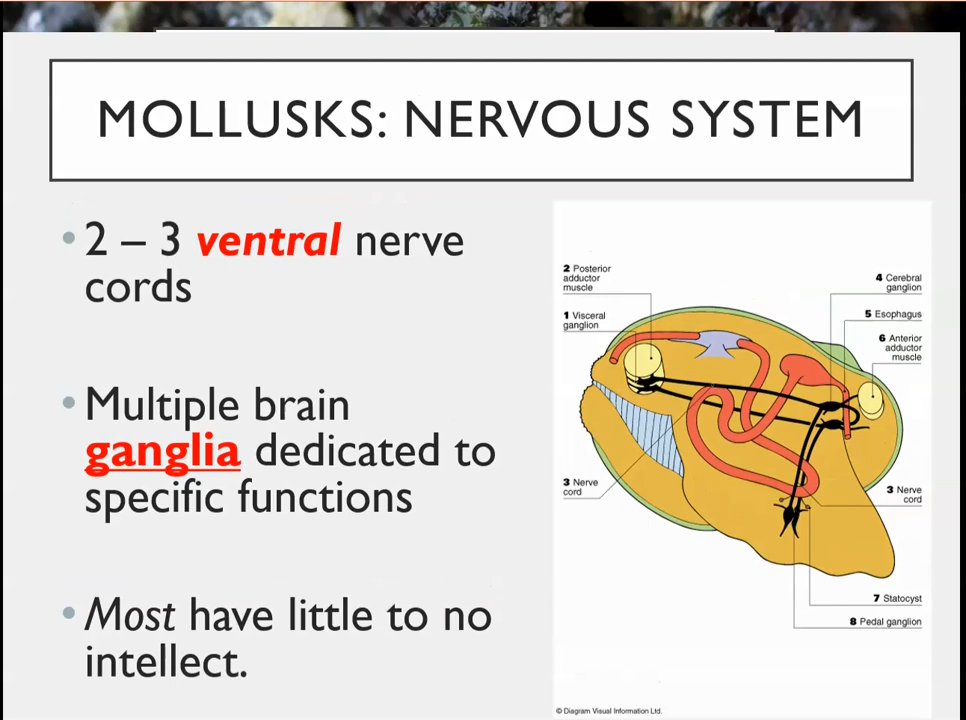 MOLLUSKS: NERVOUS SYSTEM
• 2 – 3 ventral nerve
cords
• Multiple brain
ganglia dedicated to
specific functions
• Most have little to no
intellect.
2 Posterior
adductor
muscle
1 Visceral
ganglion
3 Nerve
cord
4 Cerebral
ganglion
5 Esophagus
6 Anterior
adductor
muscle
3 Nerve
cord
7 Statocyst
8 Pedal ganglion
© Diagram Visual Information Ltd.